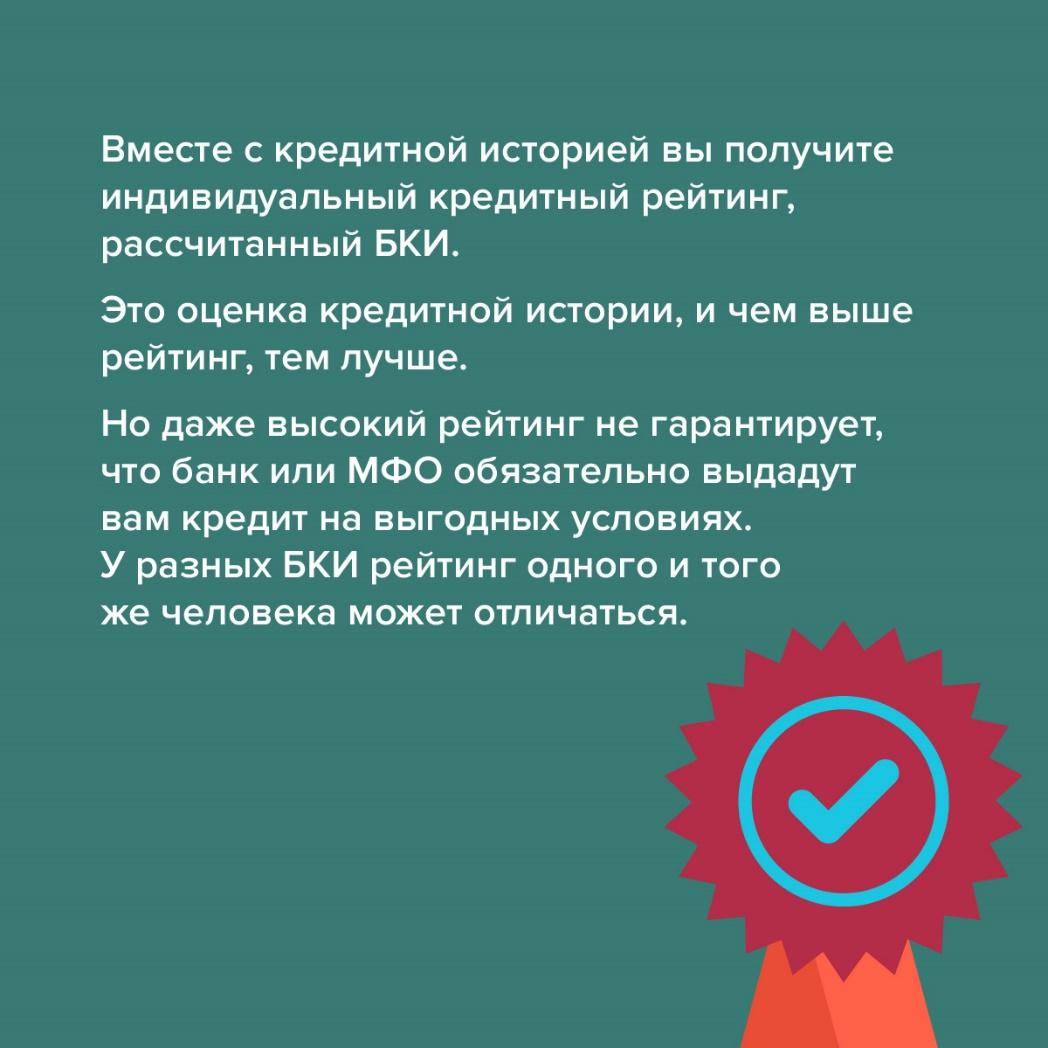 Вместе с кредитной историей вы получите
индивидуальный кредитный рейтинг,
рассчитанный БКИ.
Это оценка кредитной истории, и чем выше
рейтинг, тем лучше.
Но даже высокий рейтинг не гарантирует,
что банк или МФО обязательно выдадут
вам кредит на выгодных условиях.
У разных БКИ рейтинг одного и того
же человека может отличаться.